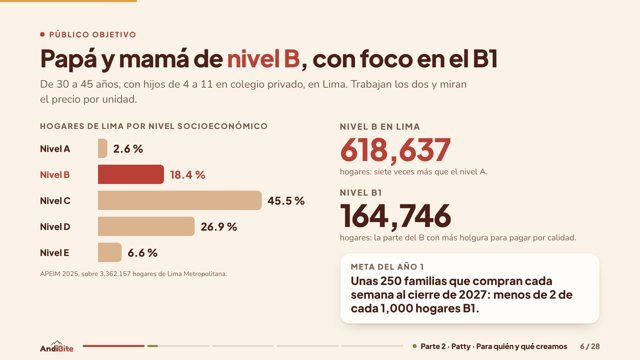 PÚBLICO OBJETIVO
Papá y mamá de nivel B, con foco en el B1
De 30 a 45 años, con hijos de 4 a 11 en colegio privado, en Lima. Trabajan los dos y miran
el precio por unidad.
HOGARES DE LIMA POR NIVEL SOCIOECONÓMICO
Nivel A 2.6 %
Nivel B 18.4 %
Nivel C 45.5 %
Nivel D 26.9 %
Nivel E 6.6 %
APEIM 2025, sobre 3,362,157 hogares de Lima Metropolitana.
NIVEL B EN LIMA
618,637
hogares: siete veces más que el nivel A.
NIVEL B1
164,746
hogares: la parte del B con más holgura para pagar por calidad.
META DEL AÑO 1
Unas 250 familias que compran cada
semana al cierre de 2027: menos de 2 de
cada 1,000 hogares B1.
AndiBite
Parte 2 · Patty · Para quién y qué creamos 6 / 28